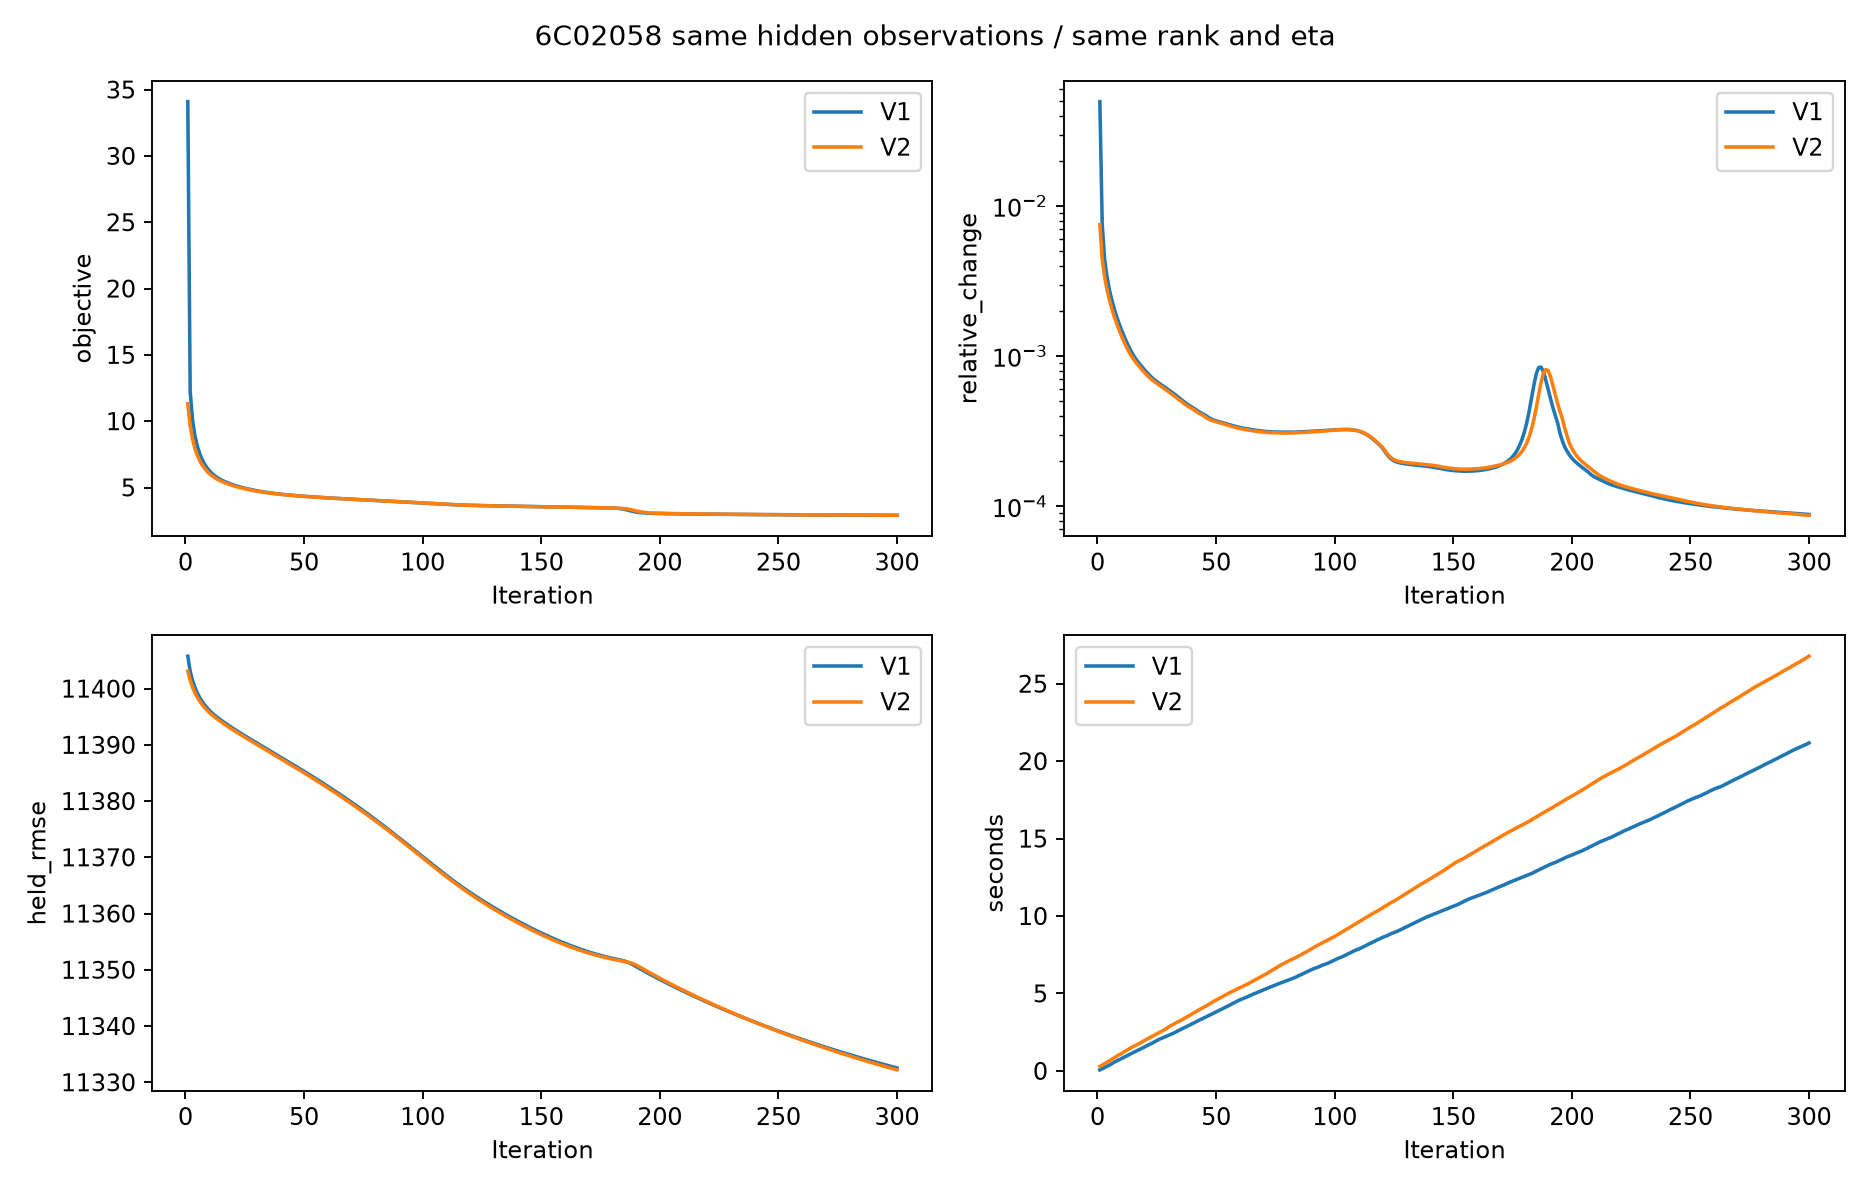 6C02058 same hidden observations / same rank and eta
35
30
25
20
15
10
5
objective
0 50 100 150 200 250 300
Iteration
V1
V2
10⁻²
10⁻³
10⁻⁴
relative_change
0 50 100 150 200 250 300
Iteration
V1
V2
11400
11390
11380
11370
11360
11350
11340
11330
held_rmse
0 50 100 150 200 250 300
Iteration
V1
V2
25
20
15
10
5
0
seconds
0 50 100 150 200 250 300
Iteration
V1
V2